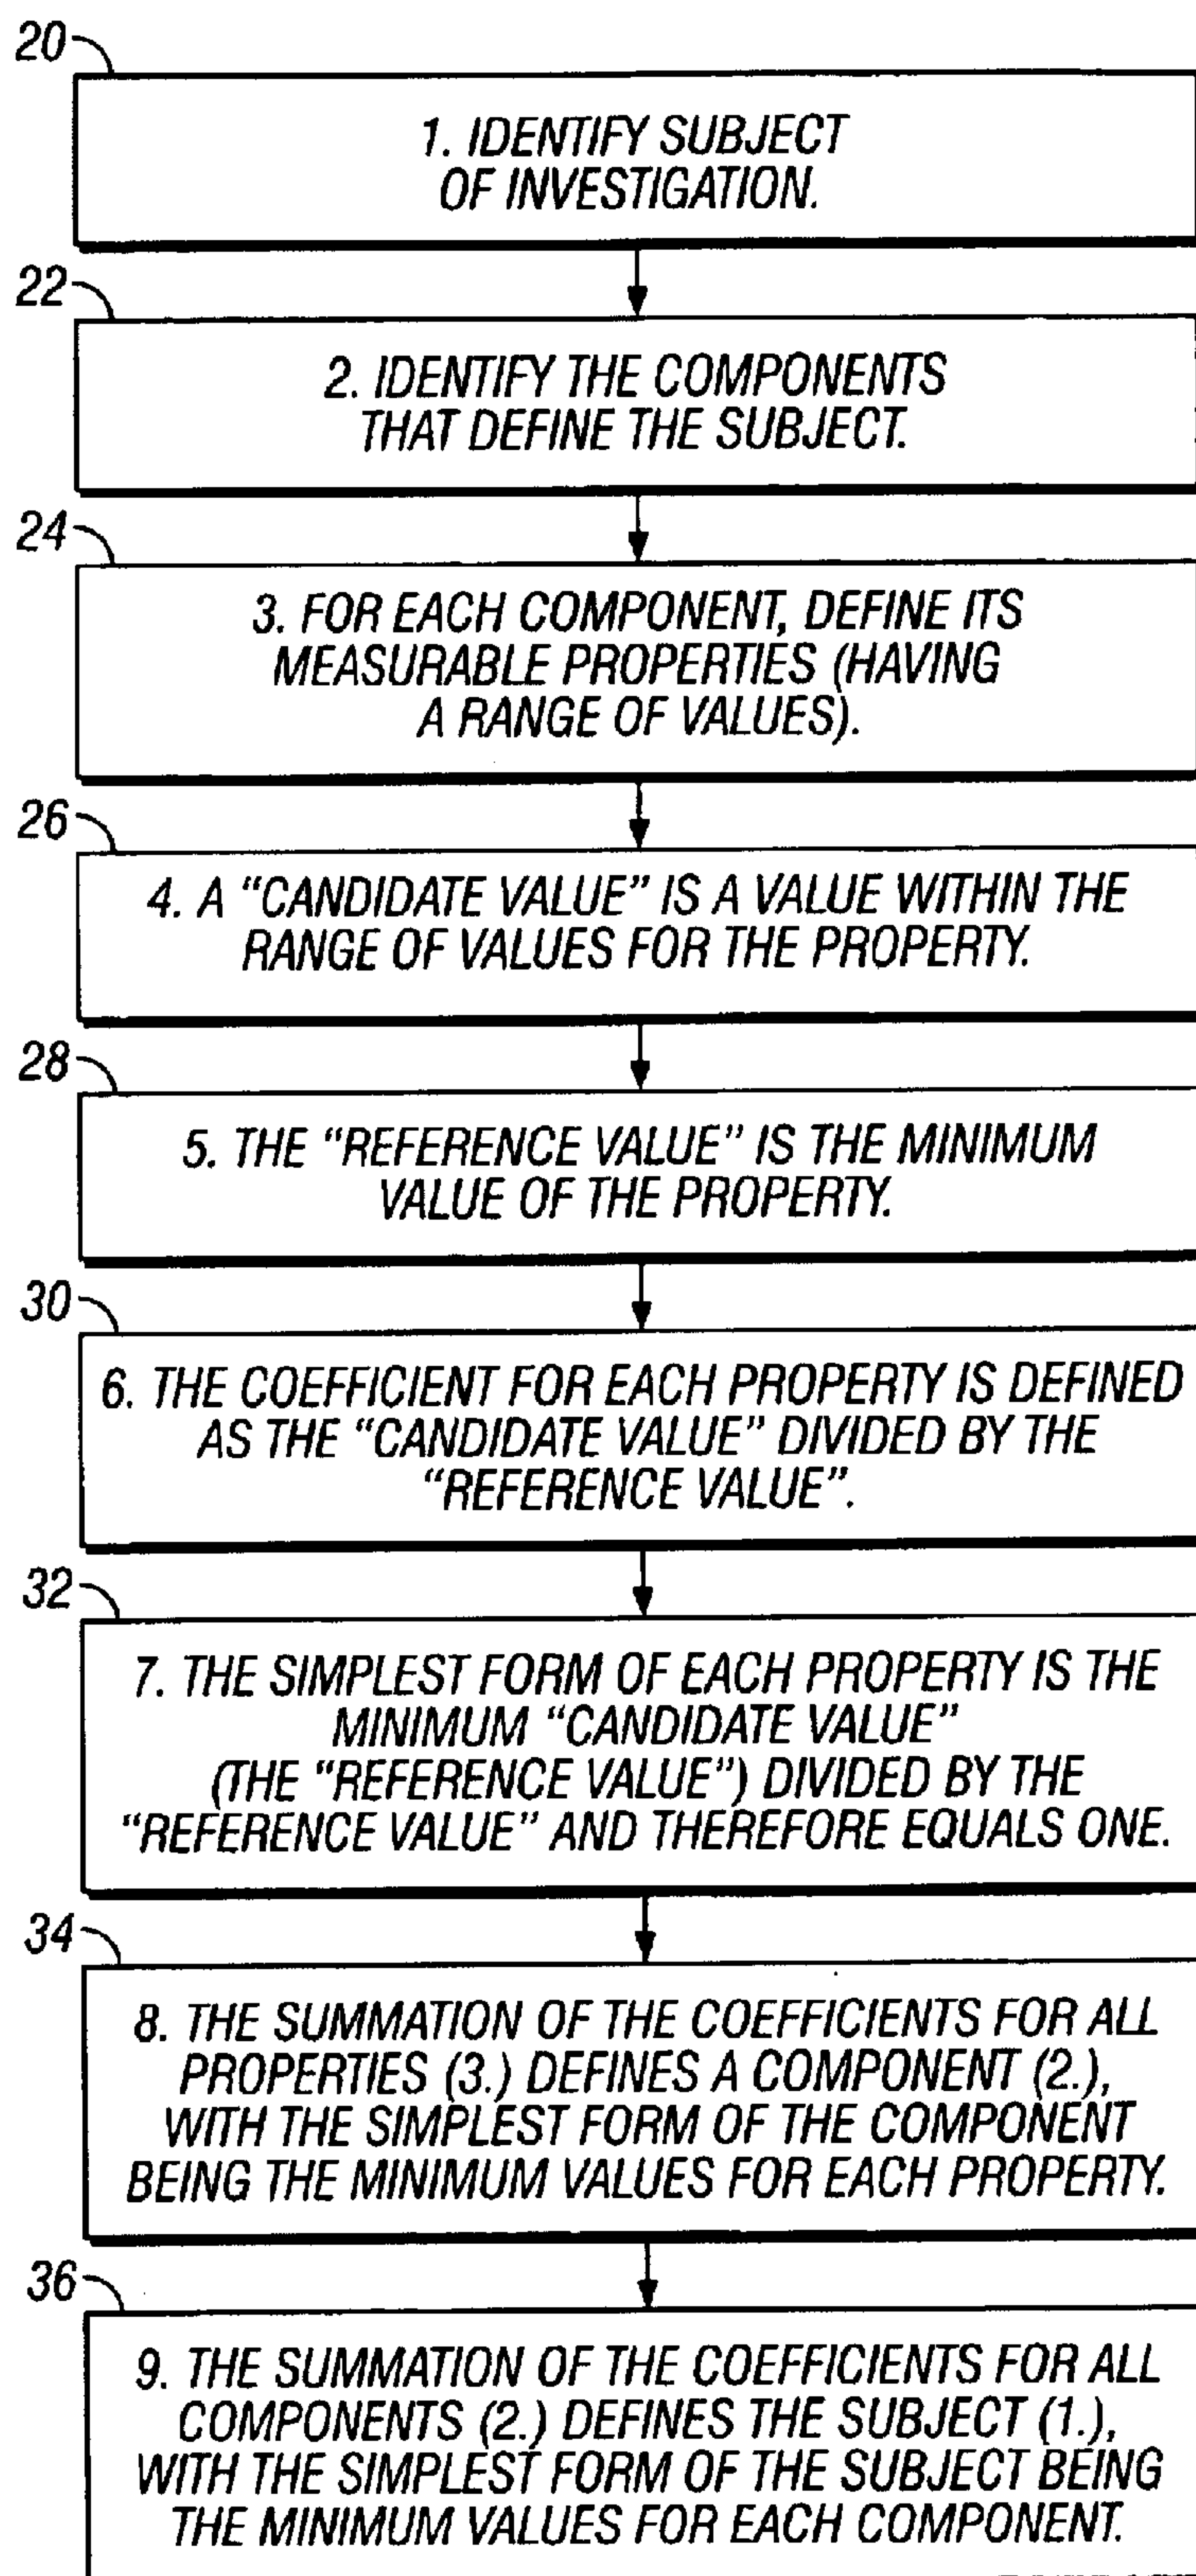 20
1. IDENTIFY SUBJECT
OF INVESTIGATION.
22
2. IDENTIFY THE COMPONENTS
THAT DEFINE THE SUBJECT.
24
3. FOR EACH COMPONENT, DEFINE ITS
MEASURABLE PROPERTIES (HAVING
A RANGE OF VALUES).
26
4. A “CANDIDATE VALUE” IS A VALUE WITHIN THE
RANGE OF VALUES FOR THE PROPERTY.
28
5. THE “REFERENCE VALUE” IS THE MINIMUM
VALUE OF THE PROPERTY.
30
6. THE COEFFICIENT FOR EACH PROPERTY IS DEFINED
AS THE “CANDIDATE VALUE” DIVIDED BY THE
“REFERENCE VALUE”.
32
7. THE SIMPLEST FORM OF EACH PROPERTY IS THE
MINIMUM “CANDIDATE VALUE”
(THE “REFERENCE VALUE”) DIVIDED BY THE
“REFERENCE VALUE” AND THEREFORE EQUALS ONE.
34
8. THE SUMMATION OF THE COEFFICIENTS FOR ALL
PROPERTIES (3.) DEFINES A COMPONENT (2.),
WITH THE SIMPLEST FORM OF THE COMPONENT
BEING THE MINIMUM VALUES FOR EACH PROPERTY.
36
9. THE SUMMATION OF THE COEFFICIENTS FOR ALL
COMPONENTS (2.) DEFINES THE SUBJECT (1.),
WITH THE SIMPLEST FORM OF THE SUBJECT BEING
THE MINIMUM VALUES FOR EACH COMPONENT.